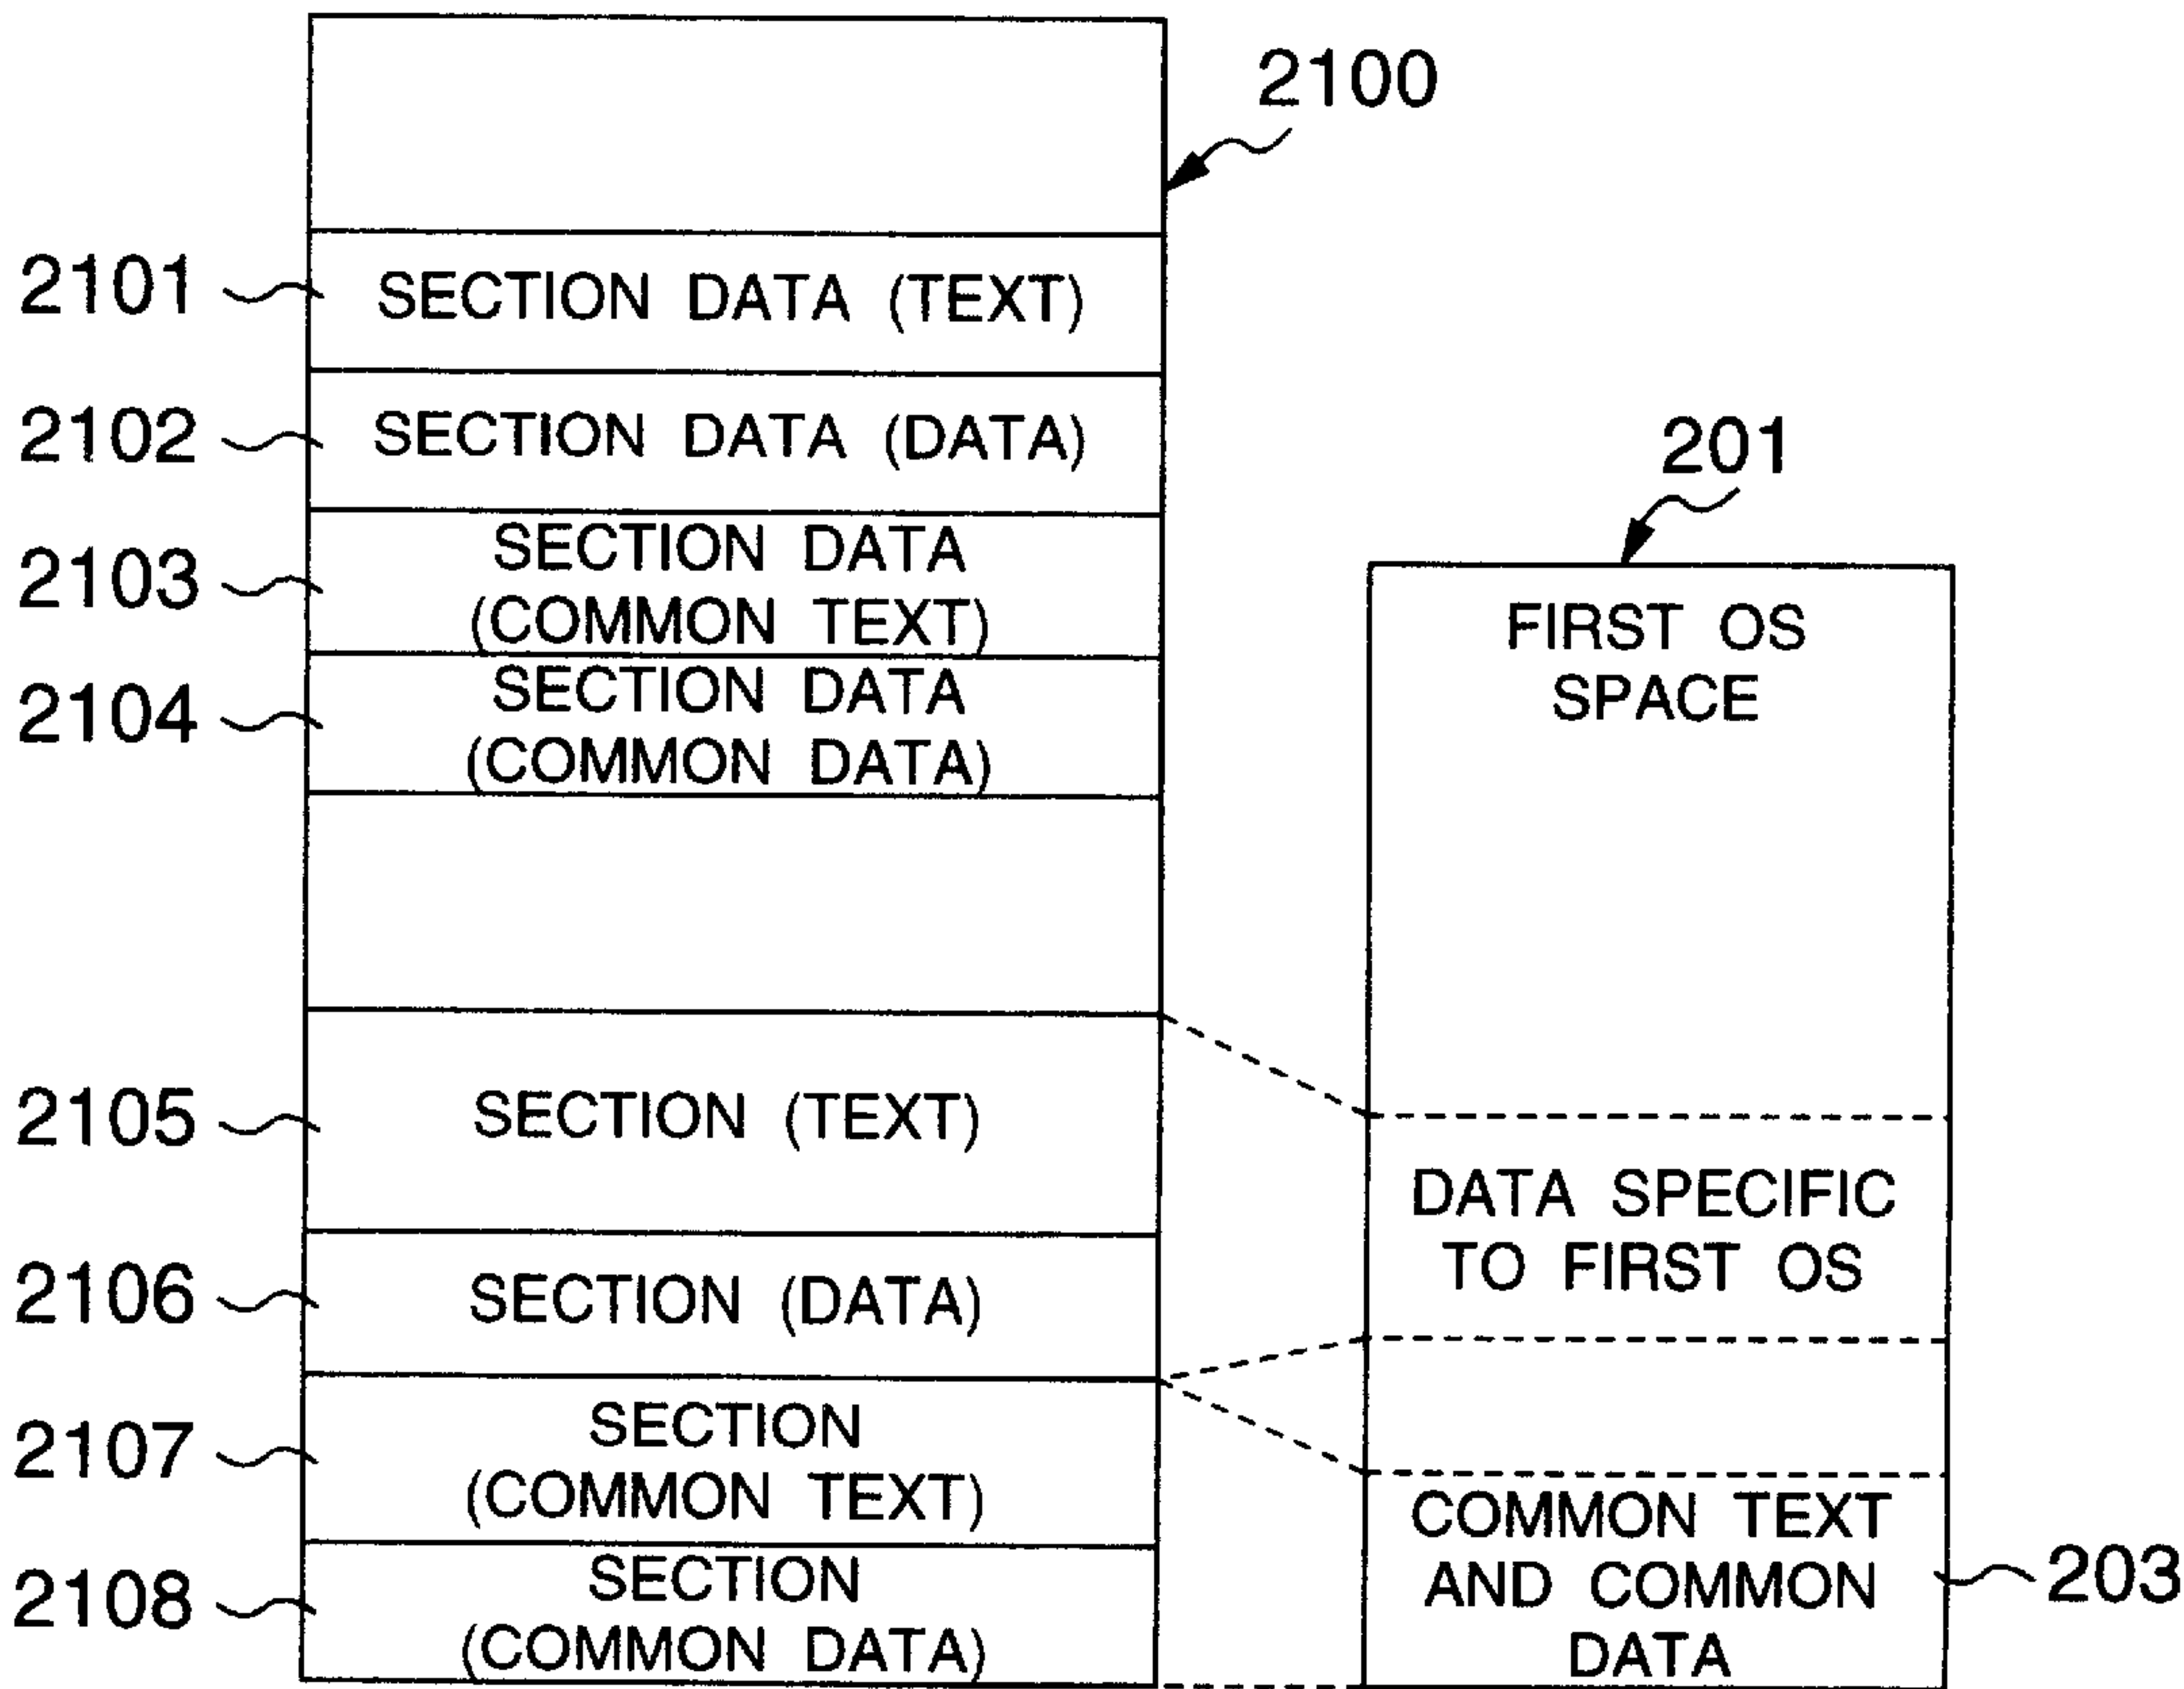 2100
2101
SECTION DATA (TEXT)
2102
SECTION DATA (DATA)
2103
SECTION DATA
(COMMON TEXT)
2104
SECTION DATA
(COMMON DATA)
2105
SECTION (TEXT)
2106
SECTION (DATA)
2107
SECTION
(COMMON TEXT)
2108
SECTION
(COMMON DATA)
201
FIRST OS
SPACE
DATA SPECIFIC
TO FIRST OS
COMMON TEXT
AND COMMON
DATA
203